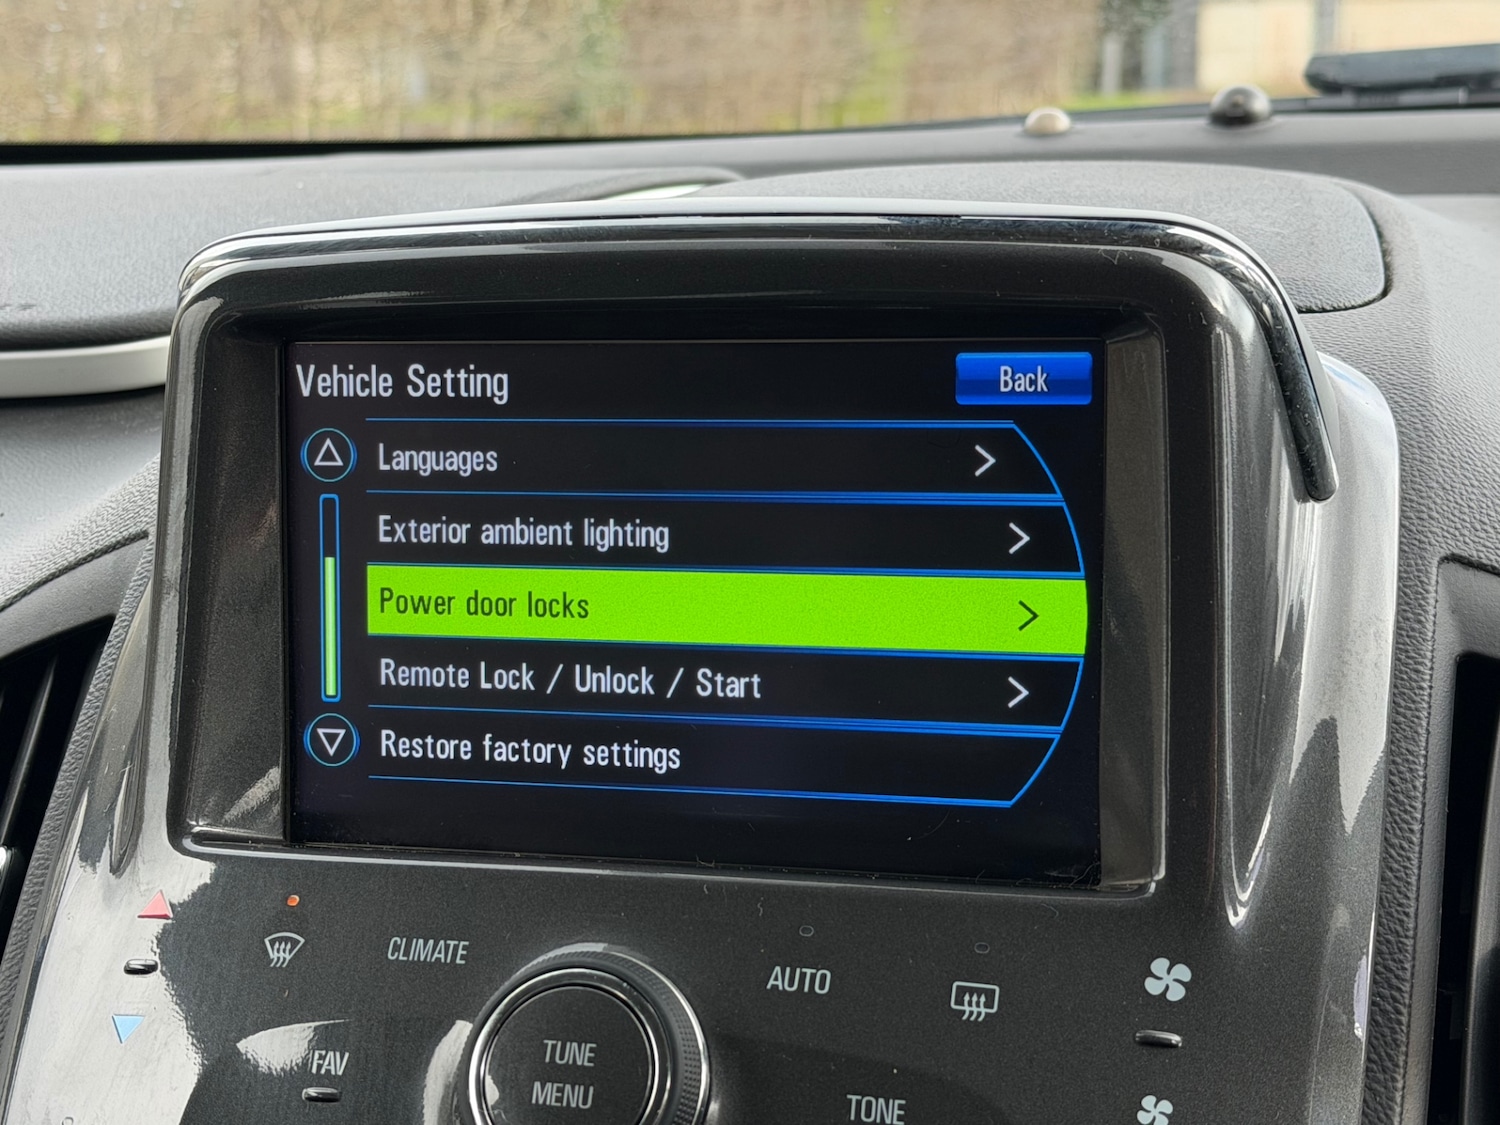 Vehicle Setting
Back
Languages
Exterior ambient lighting
Power door locks
Remote Lock / Unlock / Start
Restore factory settings
CLIMATE
AUTO
FAV
TUNE
MENU
TONE